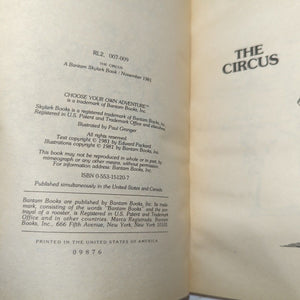 RL2, 007-009
THE CIRCUS
A Bantam Skylark Book / November 1981
CHOOSE YOUR OWN ADVENTURE™
is a trademark of Bantam Books, Inc.
Skylark Books is a registered trademark of Bantam Books, Inc.
Registered in U.S. Patent and Trademark Office and elsewhere.
Illustrated by Paul Granger
All rights reserved.
Text copyright © 1981 by Edward Packard
Illustrations copyright © 1981 by Bantam Books, Inc.
This book may not be reproduced in whole or in part, by
mimeograph or any other means, without permission.
For information address: Bantam Books, Inc.
ISBN 0-553-15120-7
Published simultaneously in the United States and Canada
Bantam Books are published by Bantam Books, Inc. Its trade-
mark, consisting of the words "Bantam Books" and the por-
trayal of a rooster, is Registered in U.S. Patent and Trademark
Office and in other countries. Marca Registrada. Bantam
Books, Inc., 666 Fifth Avenue, New York, New York 10103.
PRINTED IN THE UNITED STATES OF AMERICA
0 9 8 7 6
THE
CIRCUS